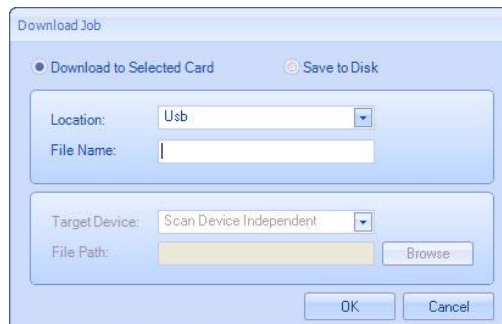 Download Job
Download to Selected Card Save to Disk
Location: Usb
File Name:
Target Device: Scan Device Independent
File Path: Browse
OK Cancel